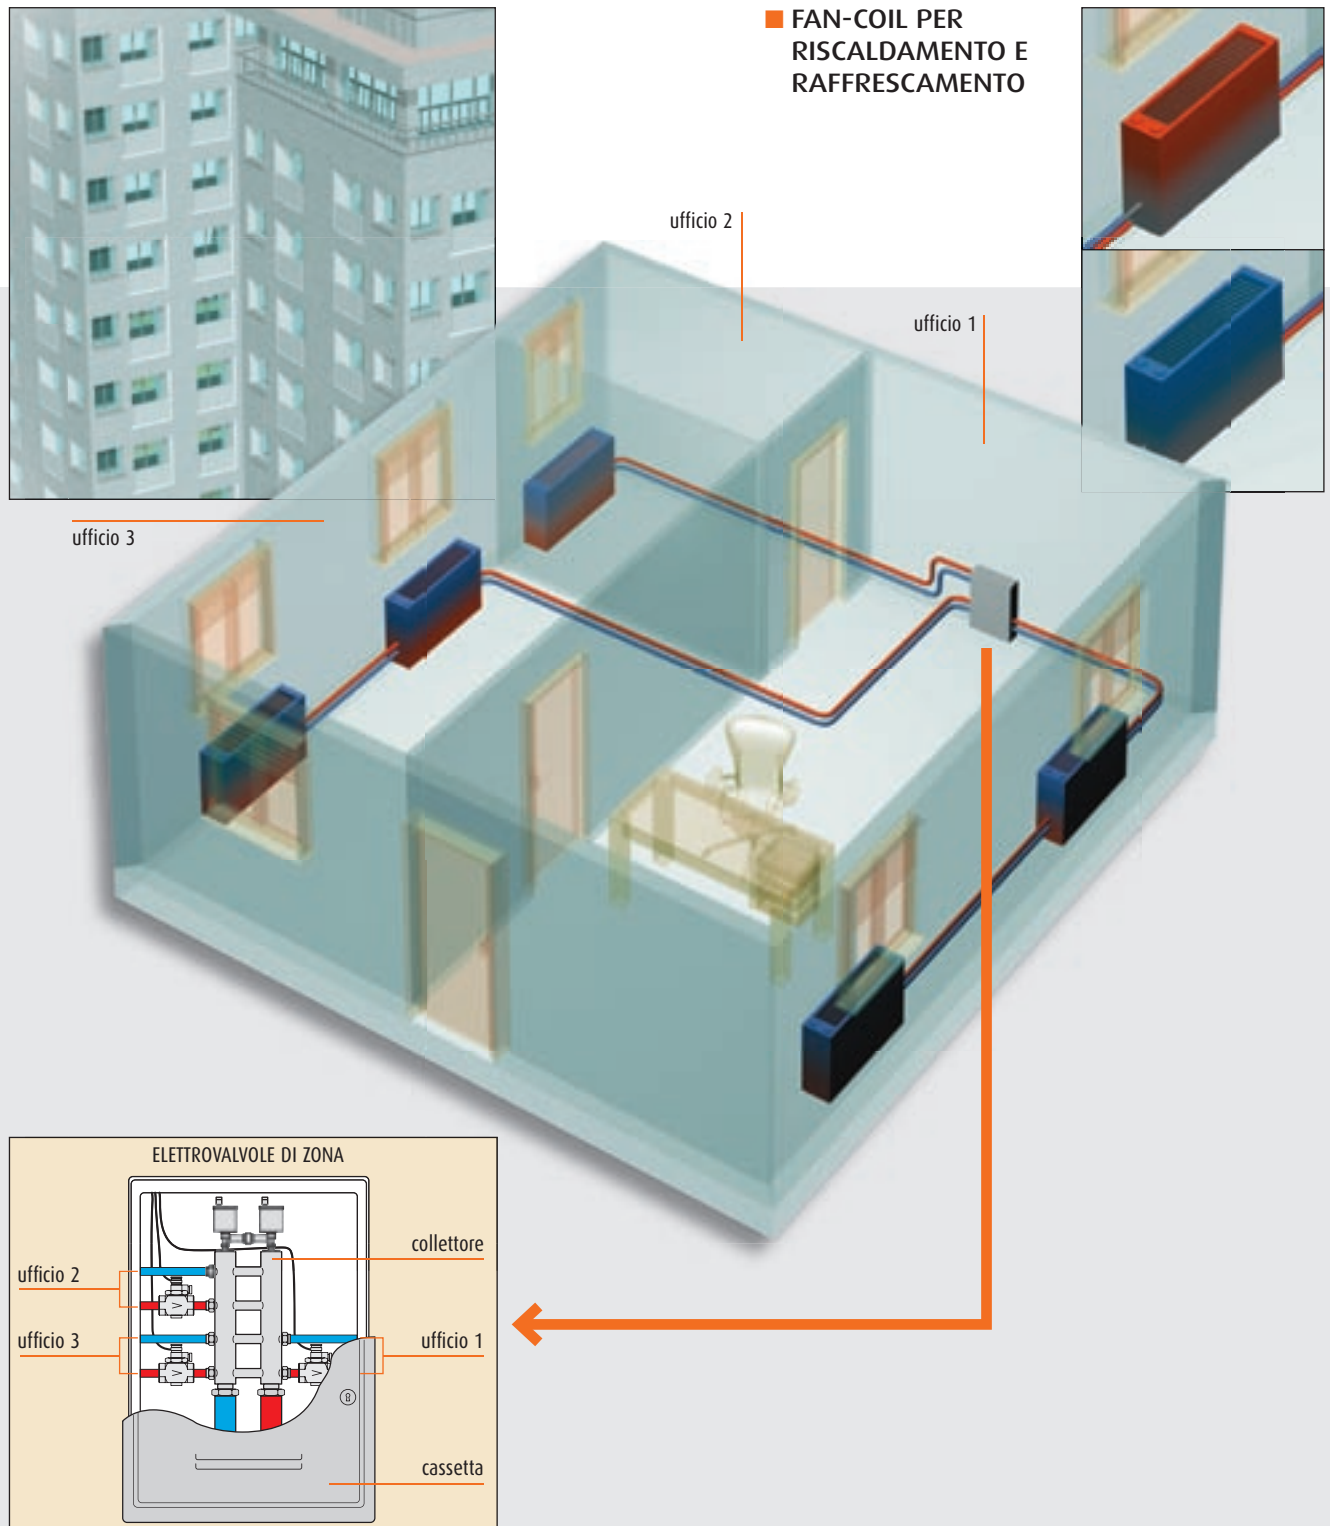 FAN-COIL PER
RISCALDAMENTO E
RAFFRESCAMENTO
ufficio 2
ufficio 1
ufficio 3
ELETTROVALVOLE DI ZONA
collettore
ufficio 2
ufficio 3
ufficio 1
cassetta